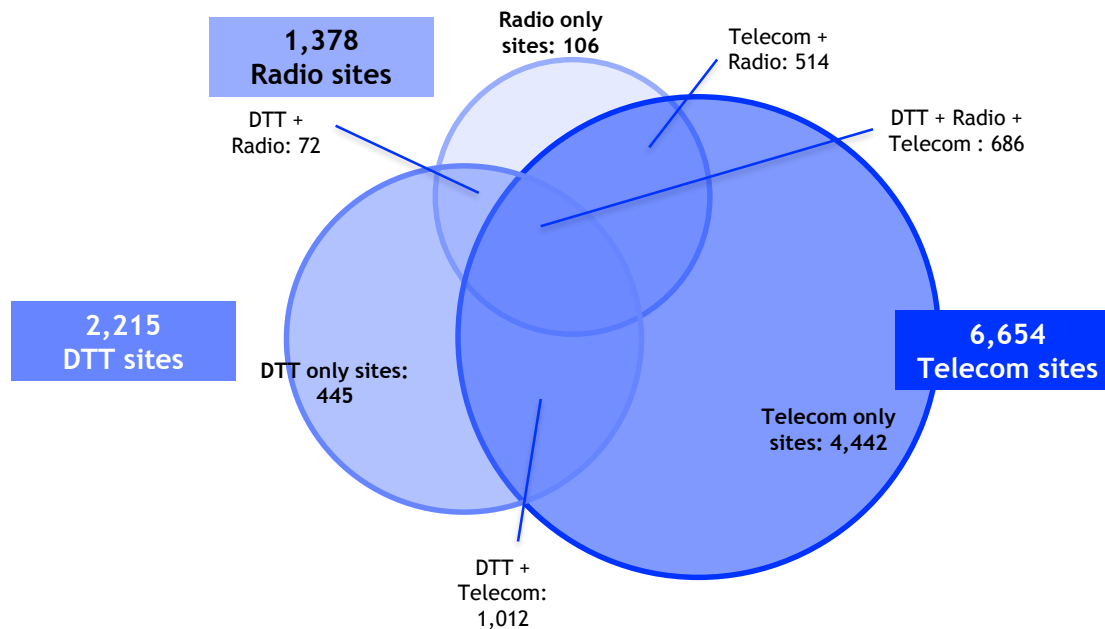 Radio only
sites: 106
1,378
Radio sites
Telecom +
Radio: 514
DTT +
Radio: 72
DTT + Radio +
Telecom : 686
2,215
DTT sites
6,654
Telecom sites
DTT only sites:
445
Telecom only
sites: 4,442
DTT +
Telecom:
1,012